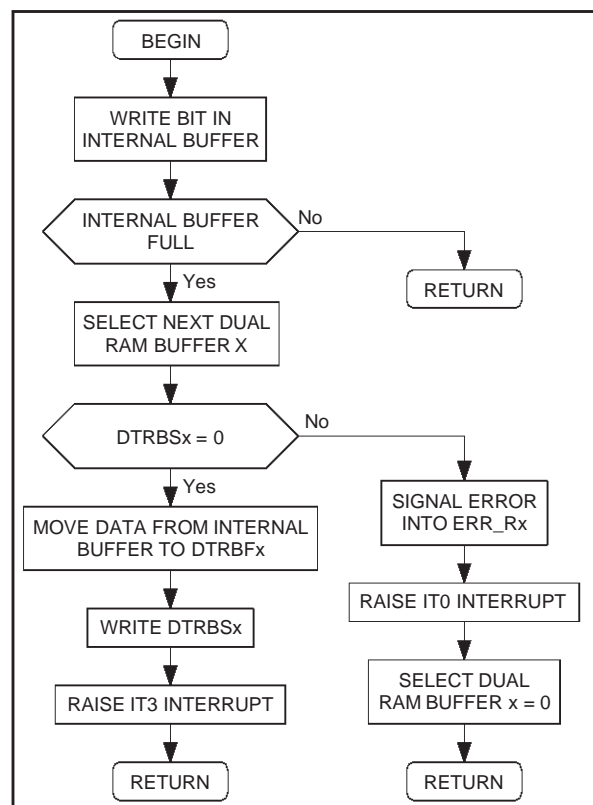 BEGIN
WRITE BIT IN
INTERNAL BUFFER
INTERNAL BUFFER
FULL
No
RETURN
Yes
SELECT NEXT DUAL
RAM BUFFER X
DTRBSx = 0
No
Yes
MOVE DATA FROM INTERNAL
BUFFER TO DTRBFx
WRITE DTRBSx
RAISE IT3 INTERRUPT
RETURN
SIGNAL ERROR
INTO ERR_Rx
RAISE IT0 INTERRUPT
SELECT DUAL
RAM BUFFER x = 0
RETURN